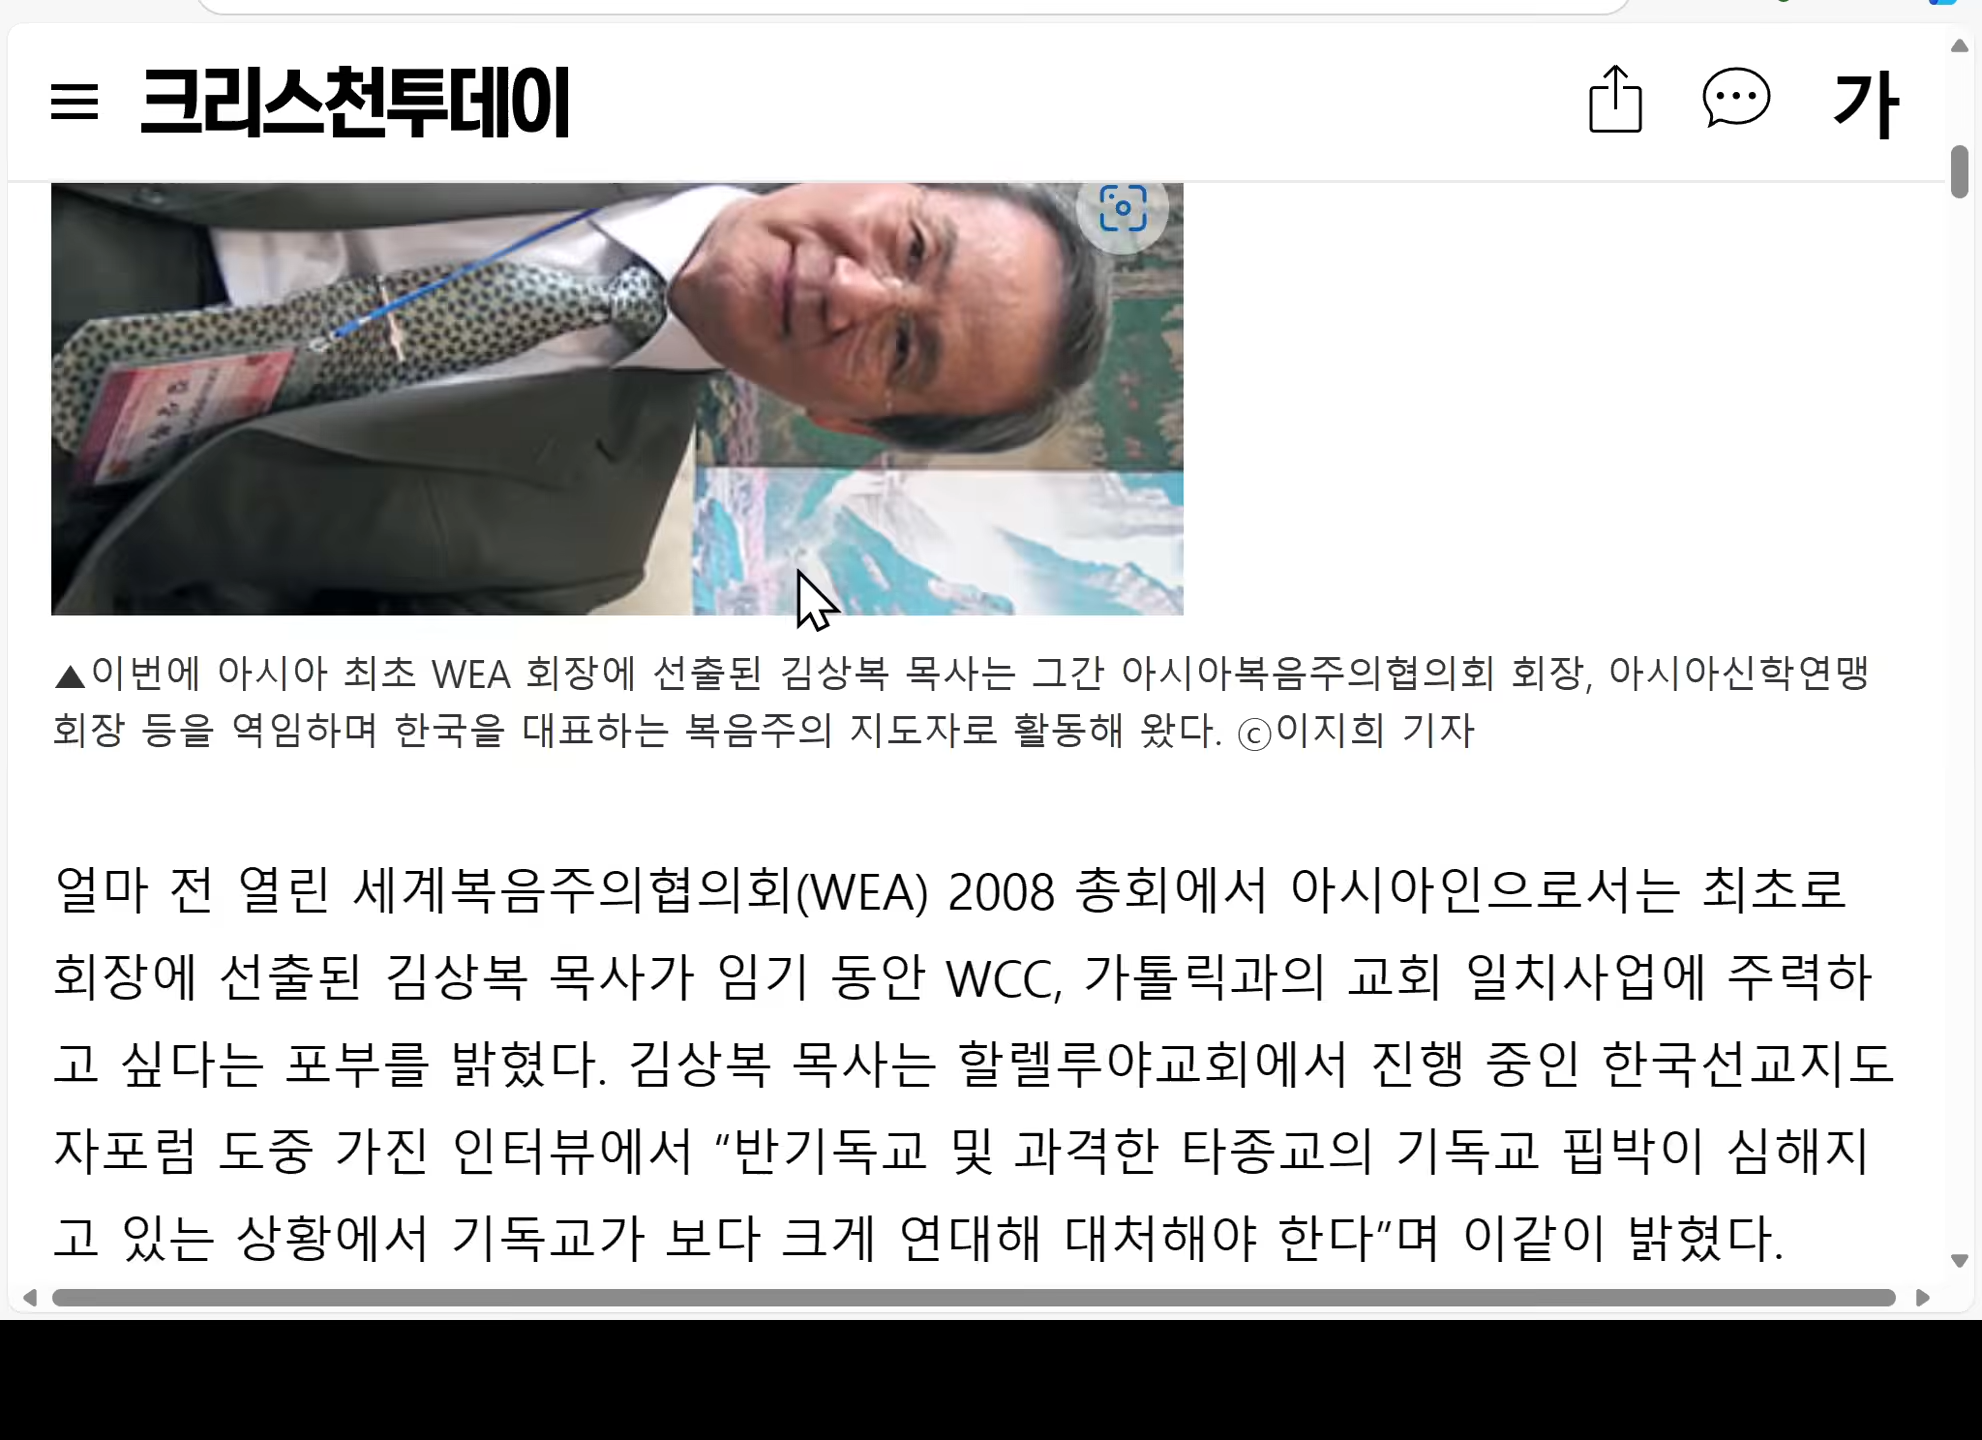 크리스천투데이
가
▲이번에 아시아 최초 WEA 회장에 선출된 김상복 목사는 그간 아시아복음주의협의회 회장, 아시아신학연맹
회장 등을 역임하며 한국을 대표하는 복음주의 지도자로 활동해 왔다. ⓒ이지희 기자
얼마 전 열린 세계복음주의협의회(WEA) 2008 총회에서 아시아인으로서는 최초로
회장에 선출된 김상복 목사가 임기 동안 WCC, 가톨릭과의 교회 일치사업에 주력하
고 싶다는 포부를 밝혔다. 김상복 목사는 할렐루야교회에서 진행 중인 한국선교지도
자포럼 도중 가진 인터뷰에서 “반기독교 및 과격한 타종교의 기독교 핍박이 심해지
고 있는 상황에서 기독교가 보다 크게 연대해 대처해야 한다”며 이같이 밝혔다.